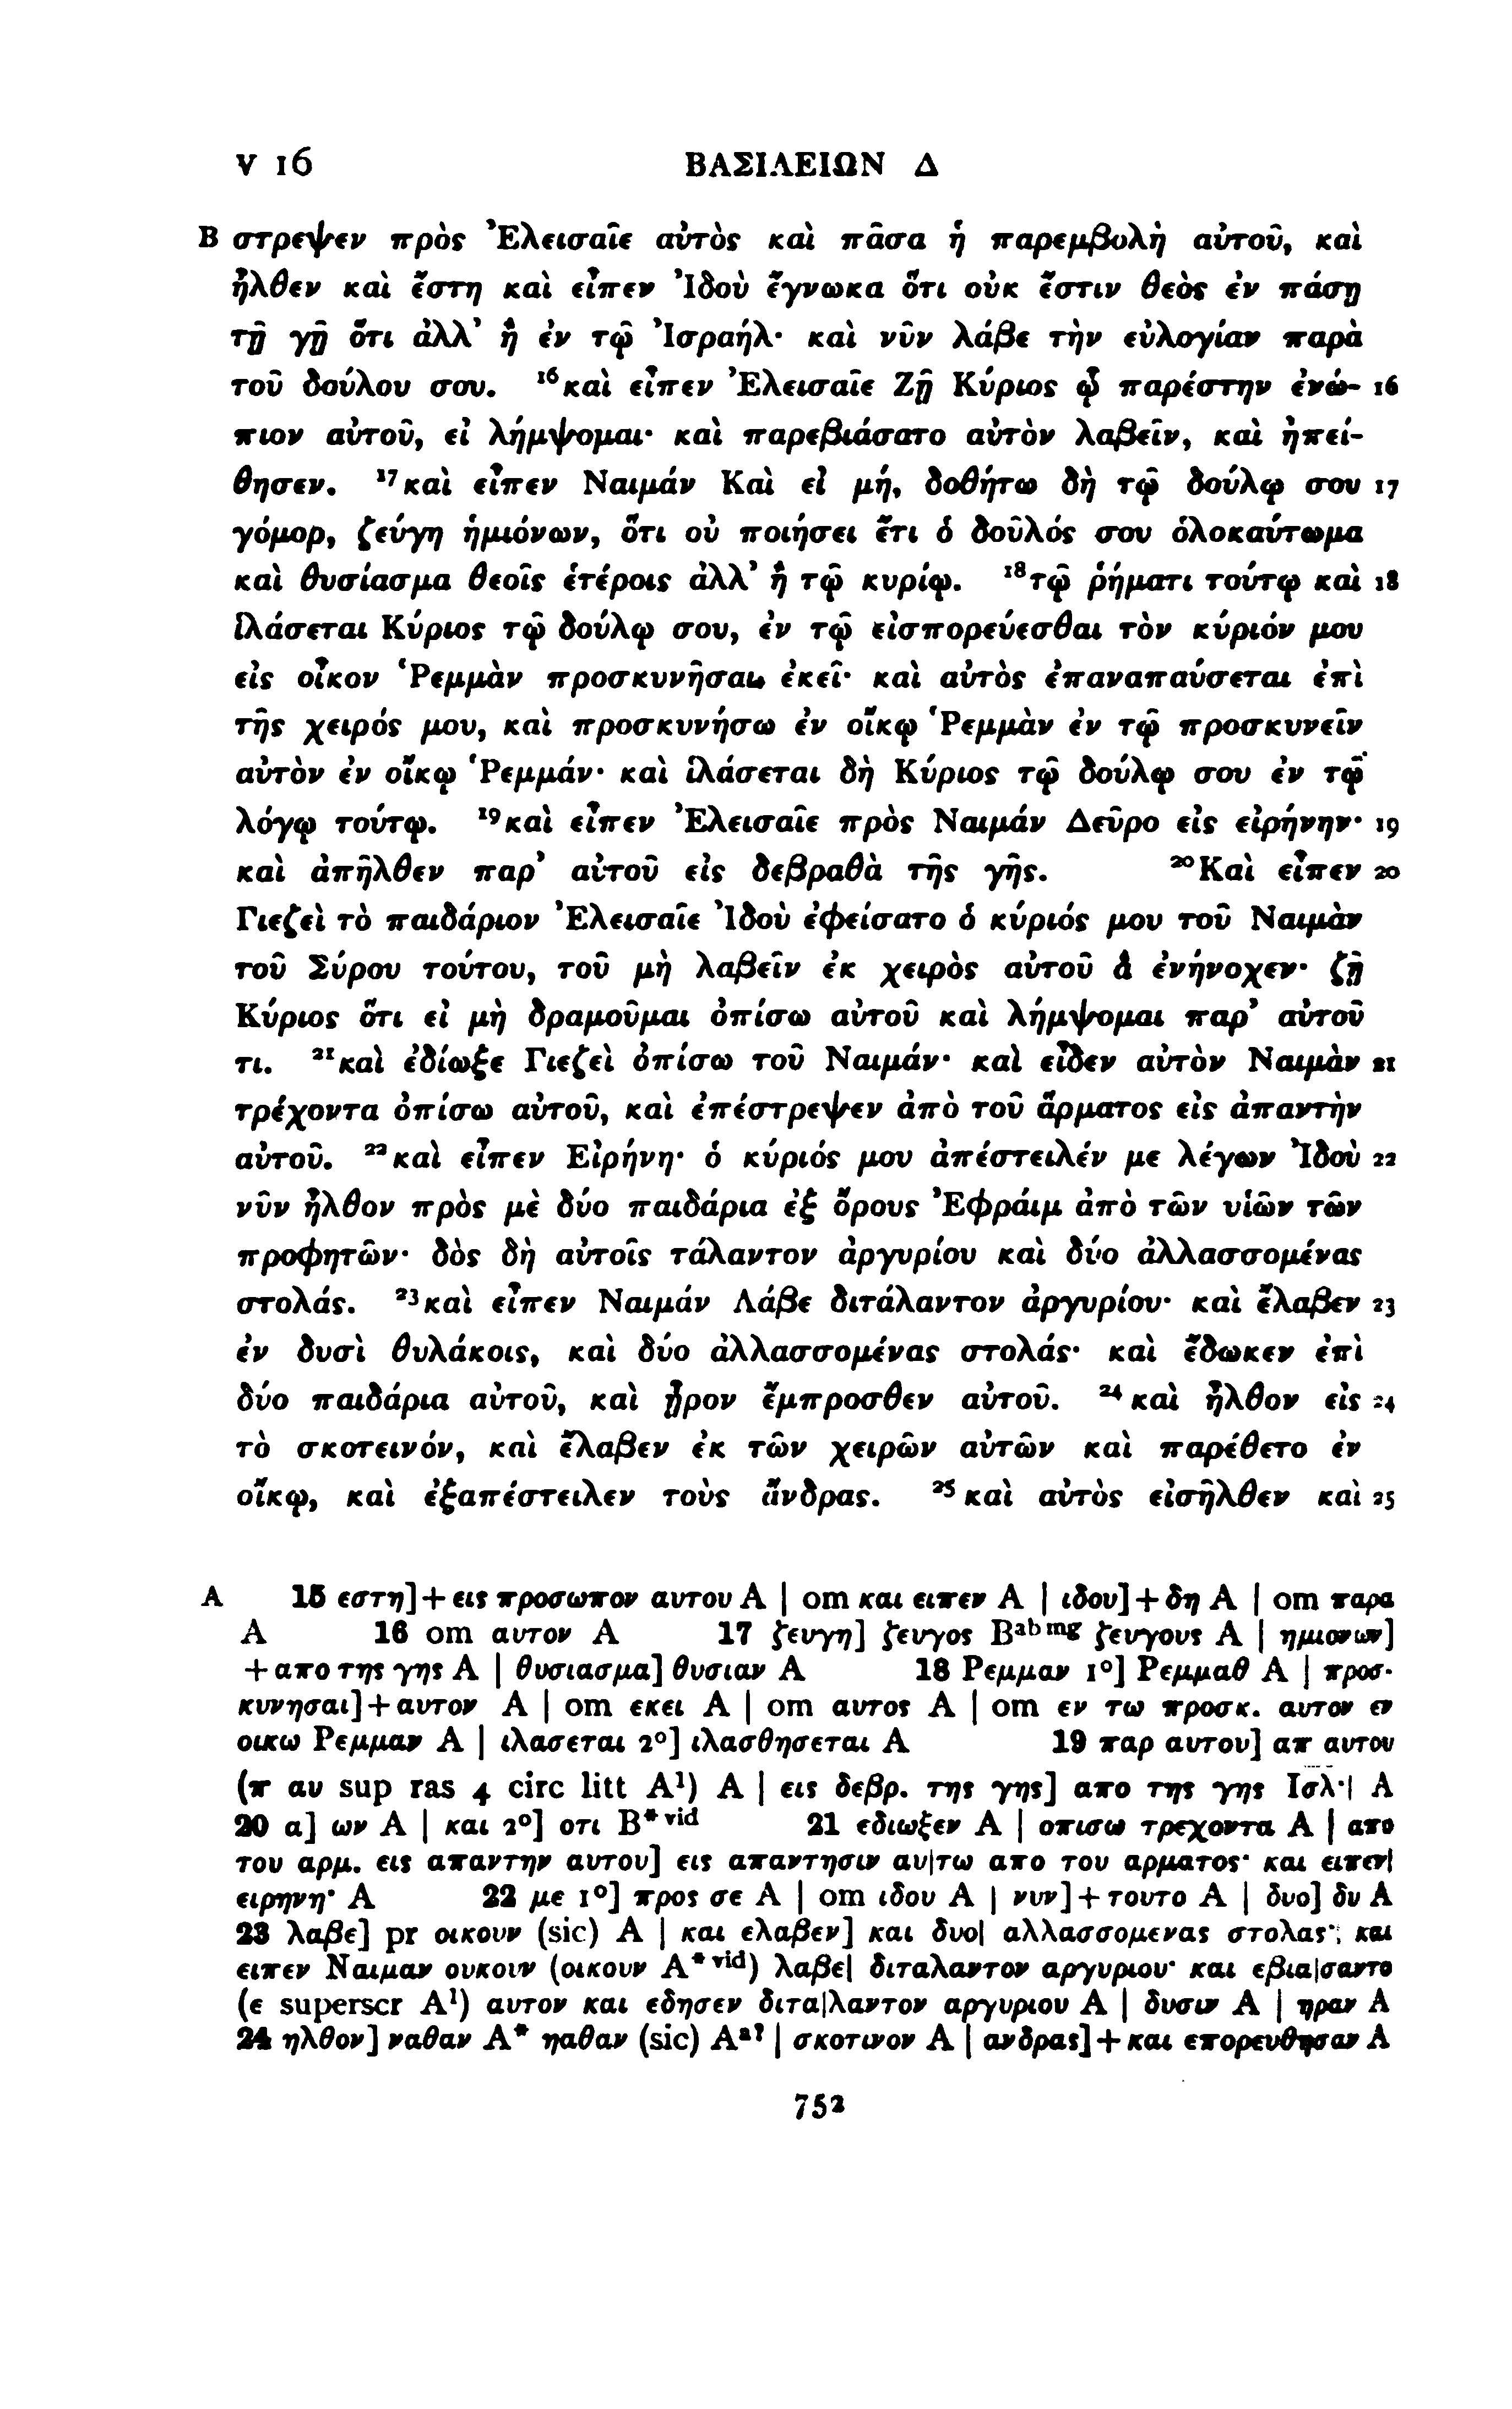 V 16 ΒΑΣΙΛΕΙΩΝ Δ
B στρεψεν πρὸς Ἐλεισαῖε αὐτὸς καὶ πᾶσα ἡ παρεμβολὴ αὐτοῦ, καὶ
ἦλθεν καὶ ἔστη καὶ εἶπεν Ἰδοὺ ἔγνωκα ὅτι οὐκ ἔστιν θεὸς ἐν πάσῃ
τῇ γῇ ὅτι ἀλλ’ ἢ ἐν τῷ Ἰσραήλ· καὶ νῦν λάβε τὴν εὐλογίαν παρὰ
τοῦ δούλου σου. ¹⁶καὶ εἶπεν Ἐλεισαῖε Ζῇ Κύριος ᾧ παρέστην ἐνώ- 16
πιον αὐτοῦ, εἰ λήμψομαι· καὶ παρεβιάσατο αὐτὸν λαβεῖν, καὶ ἠπεί-
θησεν. ¹⁷καὶ εἶπεν Ναιμάν Καὶ εἰ μή, δοθήτω δὴ τῷ δούλῳ σου 17
γόμορ, ζεύγη ἡμιόνων, ὅτι οὐ ποιήσει ἔτι ὁ δοῦλός σου ὁλοκαύτωμα
καὶ θυσίασμα θεοῖς ἑτέροις ἀλλ’ ἢ τῷ κυρίῳ. ¹⁸τῷ ῥήματι τούτῳ καὶ 18
ἱλάσεται Κύριος τῷ δούλῳ σου, ἐν τῷ εἰσπορεύεσθαι τὸν κύριόν μου
εἰς οἶκον Ῥεμμὰν προσκυνῆσαι ἐκεῖ· καὶ αὐτὸς ἐπαναπαύσεται ἐπὶ
τῆς χειρός μου, καὶ προσκυνήσω ἐν οἴκῳ Ῥεμμὰν ἐν τῷ προσκυνεῖν
αὐτὸν ἐν οἴκῳ Ῥεμμάν· καὶ ἱλάσεται δὴ Κύριος τῷ δούλῳ σου ἐν τῷ
λόγῳ τούτῳ. ¹⁹καὶ εἶπεν Ἐλεισαῖε πρὸς Ναιμάν Δεῦρο εἰς εἰρήνην· 19
καὶ ἀπῆλθεν παρ’ αὐτοῦ εἰς δεβραθὰ τῆς γῆς. ²⁰Καὶ εἶπεν 20
Γιεζεὶ τὸ παιδάριον Ἐλεισαῖε Ἰδοὺ ἐφείσατο ὁ κύριός μου τοῦ Ναιμὰν
τοῦ Σύρου τούτου, τοῦ μὴ λαβεῖν ἐκ χειρὸς αὐτοῦ ἃ ἐνήνοχεν· ζῇ
Κύριος ὅτι εἰ μὴ δραμοῦμαι ὀπίσω αὐτοῦ καὶ λήμψομαι παρ’ αὐτοῦ
τι. ²¹καὶ ἐδίωξε Γιεζεὶ ὀπίσω τοῦ Ναιμάν· καὶ εἶδεν αὐτὸν Ναιμὰν 21
τρέχοντα ὀπίσω αὐτοῦ, καὶ ἐπέστρεψεν ἀπὸ τοῦ ἅρματος εἰς ἀπαντὴν
αὐτοῦ. ²²καὶ εἶπεν Εἰρήνη· ὁ κύριός μου ἀπέστειλέν με λέγων Ἰδοὺ 22
νῦν ἦλθον πρὸς μὲ δύο παιδάρια ἐξ ὄρους Ἐφράιμ ἀπὸ τῶν υἱῶν τῶν
προφητῶν· δὸς δὴ αὐτοῖς τάλαντον ἀργυρίου καὶ δύο ἀλλασσομένας
στολάς. ²³καὶ εἶπεν Ναιμάν Λάβε διτάλαντον ἀργυρίου· καὶ ἔλαβεν 23
ἐν δυσὶ θυλάκοις, καὶ δύο ἀλλασσομένας στολάς· καὶ ἔδωκεν ἐπὶ
δύο παιδάρια αὐτοῦ, καὶ ᾖρον ἔμπροσθεν αὐτοῦ. ²⁴καὶ ἦλθον εἰς 24
τὸ σκοτεινόν, καὶ ἔλαβεν ἐκ τῶν χειρῶν αὐτῶν καὶ παρέθετο ἐν
οἴκῳ, καὶ ἐξαπέστειλεν τοὺς ἄνδρας. ²⁵καὶ αὐτὸς εἰσῆλθεν καὶ 25
A 15 εστη]+εις προσωπον αυτου A | om και ειπεν A | ιδου]+δη A | om παρα
A 16 om αυτον A 17 ζευγη] ζευγος Bᵃᵇᵐᵍ ζευγους A | ημιονων]
+απο της γης A | θυσιασμα] θυσιαν A 18 Ρεμμαν 1°] Ρεμμαθ A | προσ-
κυνησαι]+αυτον A | om εκει A | om αυτος A | om εν τω προσκ. αυτον εν
οικω Ρεμμαν A | ιλασεται 2°] ιλασθησεται A 19 παρ αυτου] απ αυτου
(π αυ sup ras 4 circ litt A¹) A | εις δεβρ. της γης] απο της γης Ισλ·| A
20 α] ων A | και 2°] οτι B*ᵛⁱᵈ 21 εδιωξεν A | οπισω τρεχοντα A | απο
του αρμ. εις απαντην αυτου] εις απαντησιν αυ|τω απο του αρματος· και ειπεν|
ειρηνη· A 22 με 1°] προς σε A | om ιδου A | νυν]+τουτο A | δυο] δυ A
23 λαβε] pr οικουν (sic) A | και ελαβεν] και δυο| αλλασσομενας στολας·; και
ειπεν Ναιμαν ουκουν (οικουν A*ᵛⁱᵈ) λαβε| διταλαντον αργυριου· και εβια|σαντο
(ε superscr A¹) αυτον και εδησεν διτα|λαντον αργυριου A | δυσιν A | ηραν A
24 ηλθον] ναθαν A* ηαθαν (sic) Aᵃ? | σκοτινον A | ανδρας]+και επορευθησαν A
752